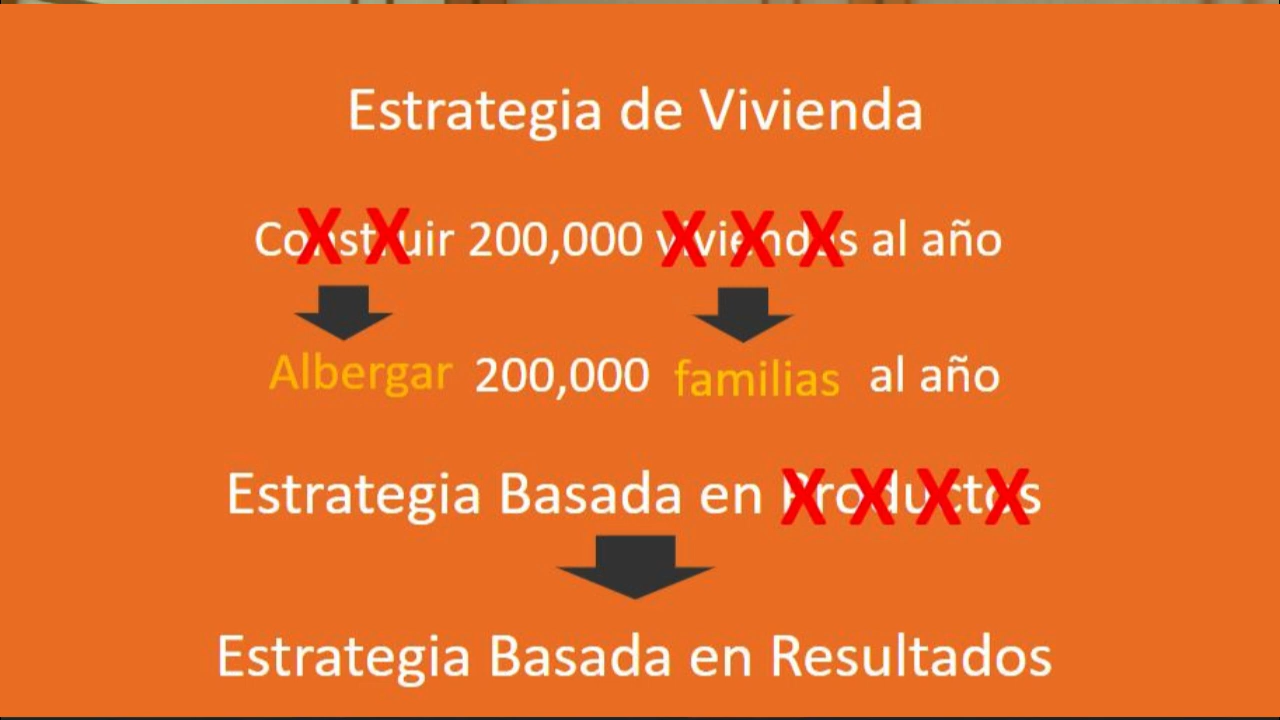 Estrategia de Vivienda
Construir 200,000 viviendas al año
Albergar 200,000 familias al año
Estrategia Basada en Productos
Estrategia Basada en Resultados